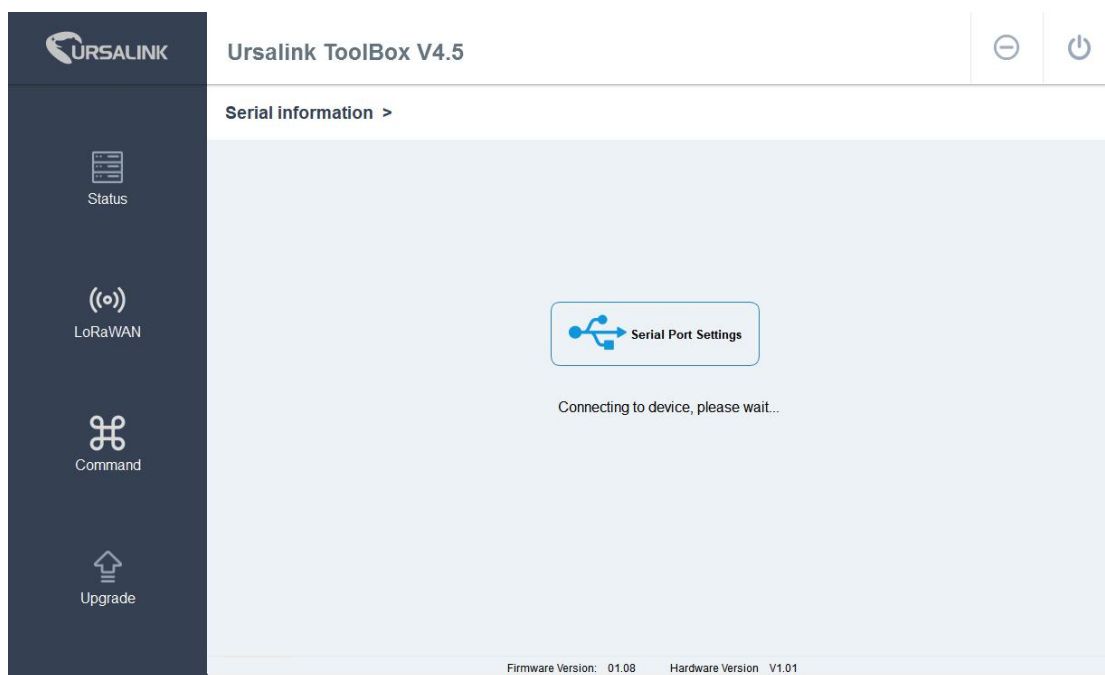 URSALINK
Ursalink ToolBox V4.5
Serial information >
Status
LoRaWAN
Command
Upgrade
Serial Port Settings
Connecting to device, please wait...
Firmware Version: 01.08 Hardware Version V1.01